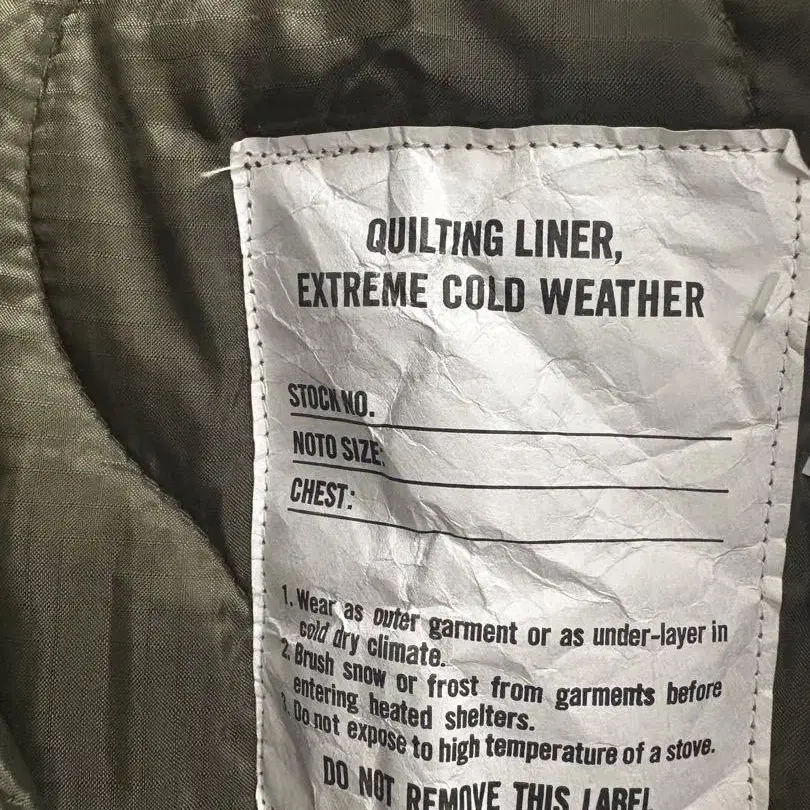 QUILTING LINER,
EXTREME COLD WEATHER
STOCK NO.
NOTO SIZE:
CHEST:
1. Wear as outer garment or as under-layer in
cold dry climate.
2. Brush snow or frost from garments before
entering heated shelters.
3. Do not expose to high temperature of a stove.
DO NOT REMOVE THIS LABEL